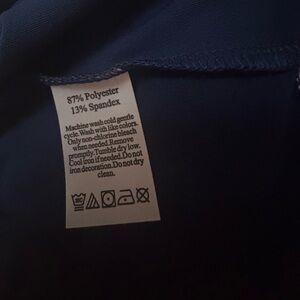 87% Polyester
13% Spandex
Machine wash cold gentle
cycle. Wash with like colors.
Only non-chlorine bleach
when needed. Remove
promptly. Tumble dry low.
Cool iron if needed. Do not
iron decoration. Do not dry
clean.